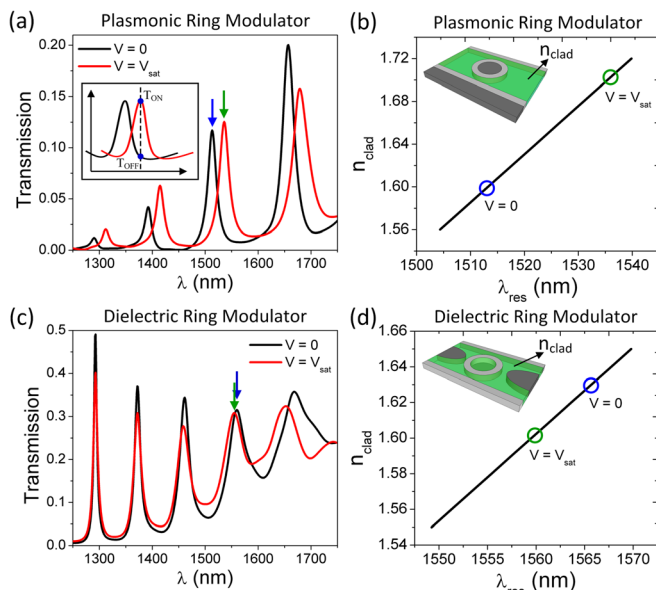 (a) Plasmonic Ring Modulator
Transmission
0.20
0.15
0.10
0.05
0.00
V = 0
V = Vsat
TON
TOFF
1300 1400 1500 1600 1700
λ (nm)
(b) Plasmonic Ring Modulator
nclad
1.72
1.68
1.64
1.60
1.56
nclad
V = Vsat
V = 0
1500 1510 1520 1530 1540
λres (nm)
(c) Dielectric Ring Modulator
Transmission
0.5
0.4
0.3
0.2
0.1
0.0
V = 0
V = Vsat
1300 1400 1500 1600 1700
λ (nm)
(d) Dielectric Ring Modulator
nclad
1.66
1.64
1.62
1.60
1.58
1.56
1.54
nclad
V = 0
V = Vsat
1550 1555 1560 1565 1570
(nm)